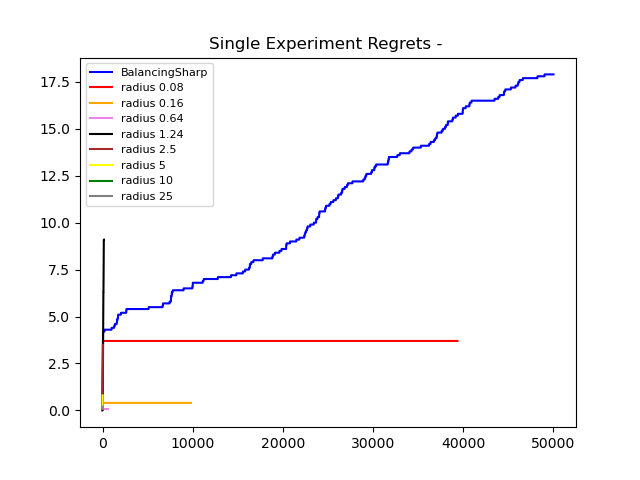 Single Experiment Regrets -
BalancingSharp
radius 0.08
radius 0.16
radius 0.64
radius 1.24
radius 2.5
radius 5
radius 10
radius 25
17.5
15.0
12.5
10.0
7.5
5.0
2.5
0.0
0 10000 20000 30000 40000 50000